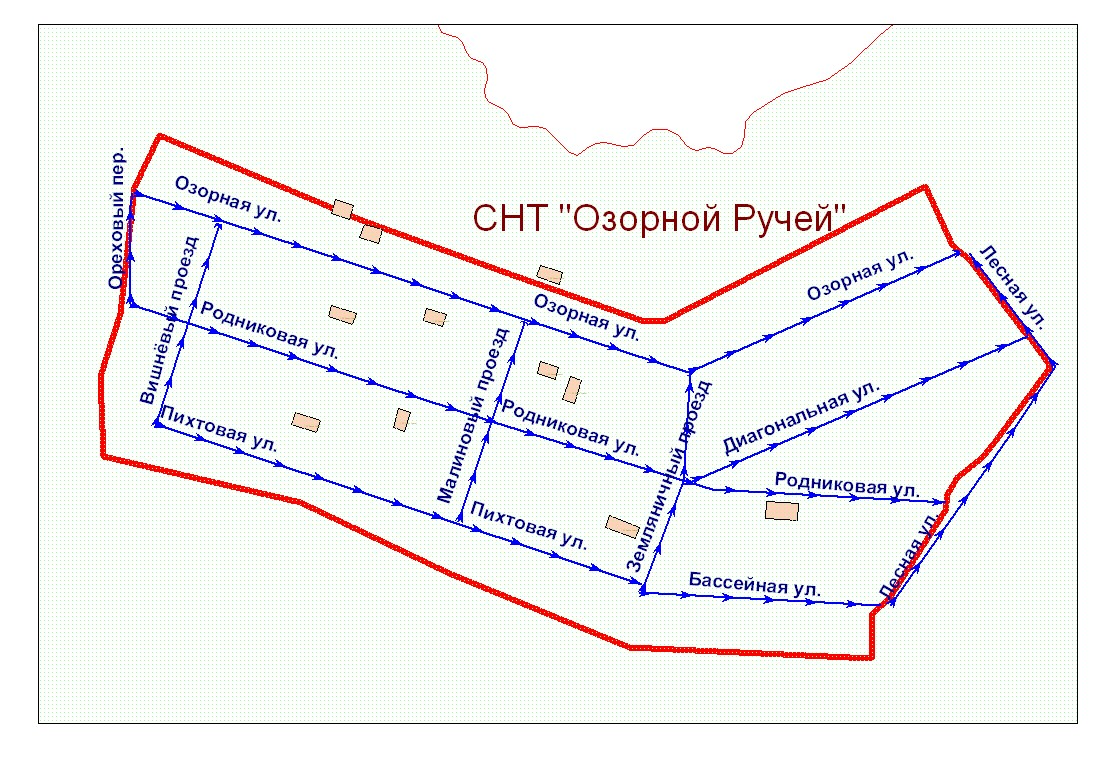 Ореховый пер.
Озорная ул.
СНТ "Озорной Ручей"
Вишнёвый проезд
Озорная ул.
Лесная ул.
Родниковая ул.
Озорная ул.
Малиновый проезд
Пихтовая ул.
Родниковая ул.
Диагональная ул.
Земляничный проезд
Родниковая ул.
Пихтовая ул.
Лесная ул.
Бассейная ул.